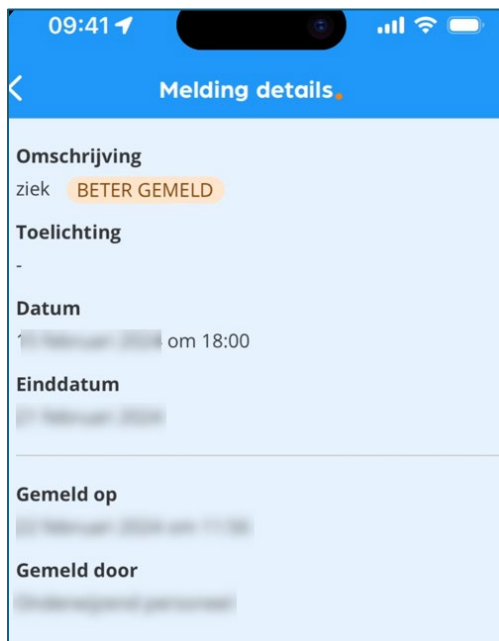 09:41
Melding details.
Omschrijving
ziek BETER GEMELD
Toelichting
-
Datum
om 18:00
Einddatum
Gemeld op
Gemeld door